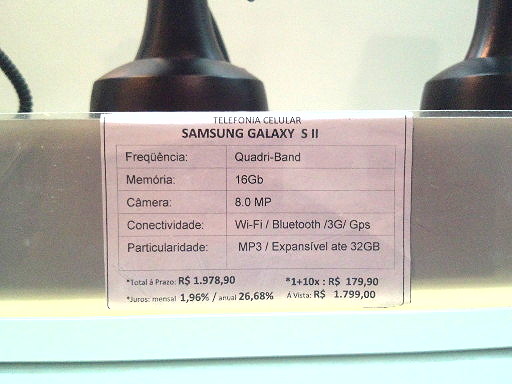 TELEFONIA CELULAR
SAMSUNG GALAXY S II
Freqüência: Quadri-Band
Memória: 16Gb
Câmera: 8.0 MP
Conectividade: Wi-Fi / Bluetooth /3G/ Gps
Particularidade: MP3 / Expansível ate 32GB
*Total á Prazo: R$ 1.978,90 *1+10x : R$ 179,90
*Juros: mensal 1,96% / anual 26,68% Á Vista: R$ 1.799,00